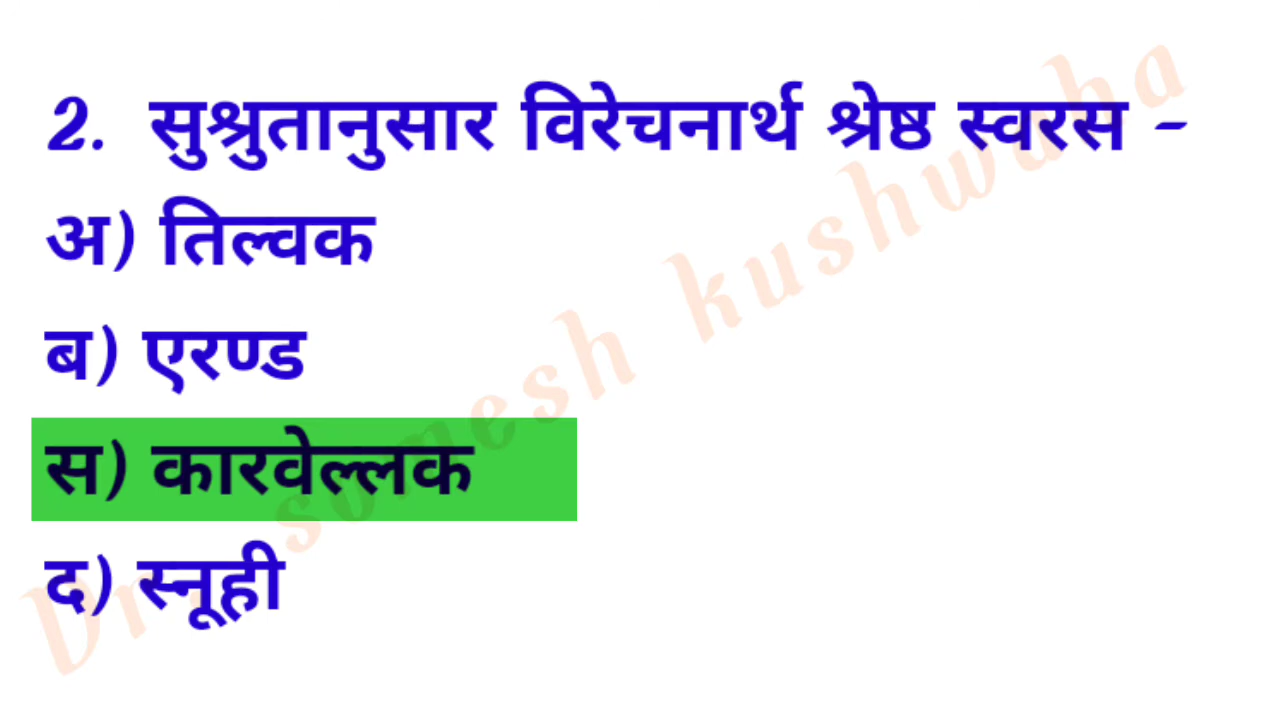 2. सुश्रुतानुसार विरेचनार्थ श्रेष्ठ स्वरस -
अ) तिल्वक
ब) एरण्ड
स) कारवेल्लक
द) स्नूही
Dr. somesh kushwaha